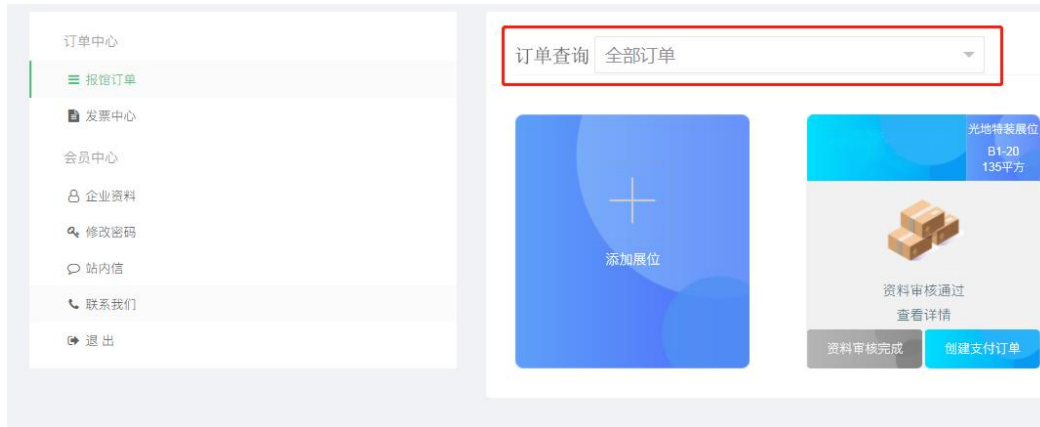 订单中心
报馆订单
发票中心
会员中心
企业资料
修改密码
站内信
联系我们
退 出
订单查询 全部订单
添加展位
光地特装展位
B1-20
135平方
资料审核通过
查看详情
资料审核完成 创建支付订单